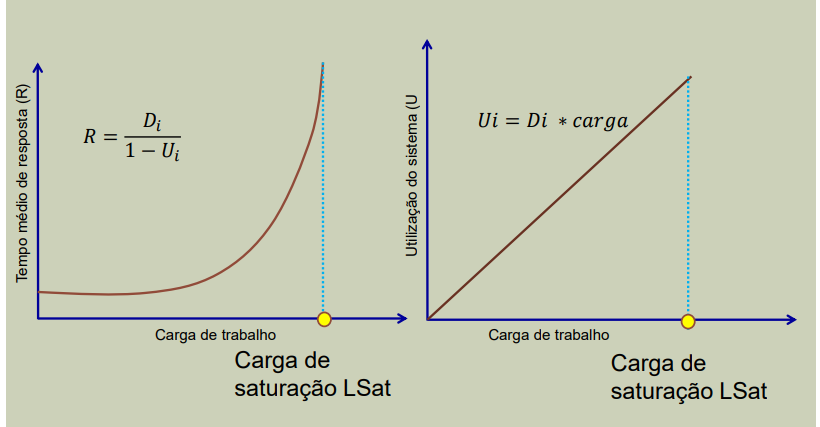 Tempo médio de resposta (R)
R = Di / (1 − Ui)
Carga de trabalho
Carga de
saturação LSat
Utilização do sistema (U
Ui = Di ∗ carga
Carga de trabalho
Carga de
saturação LSat